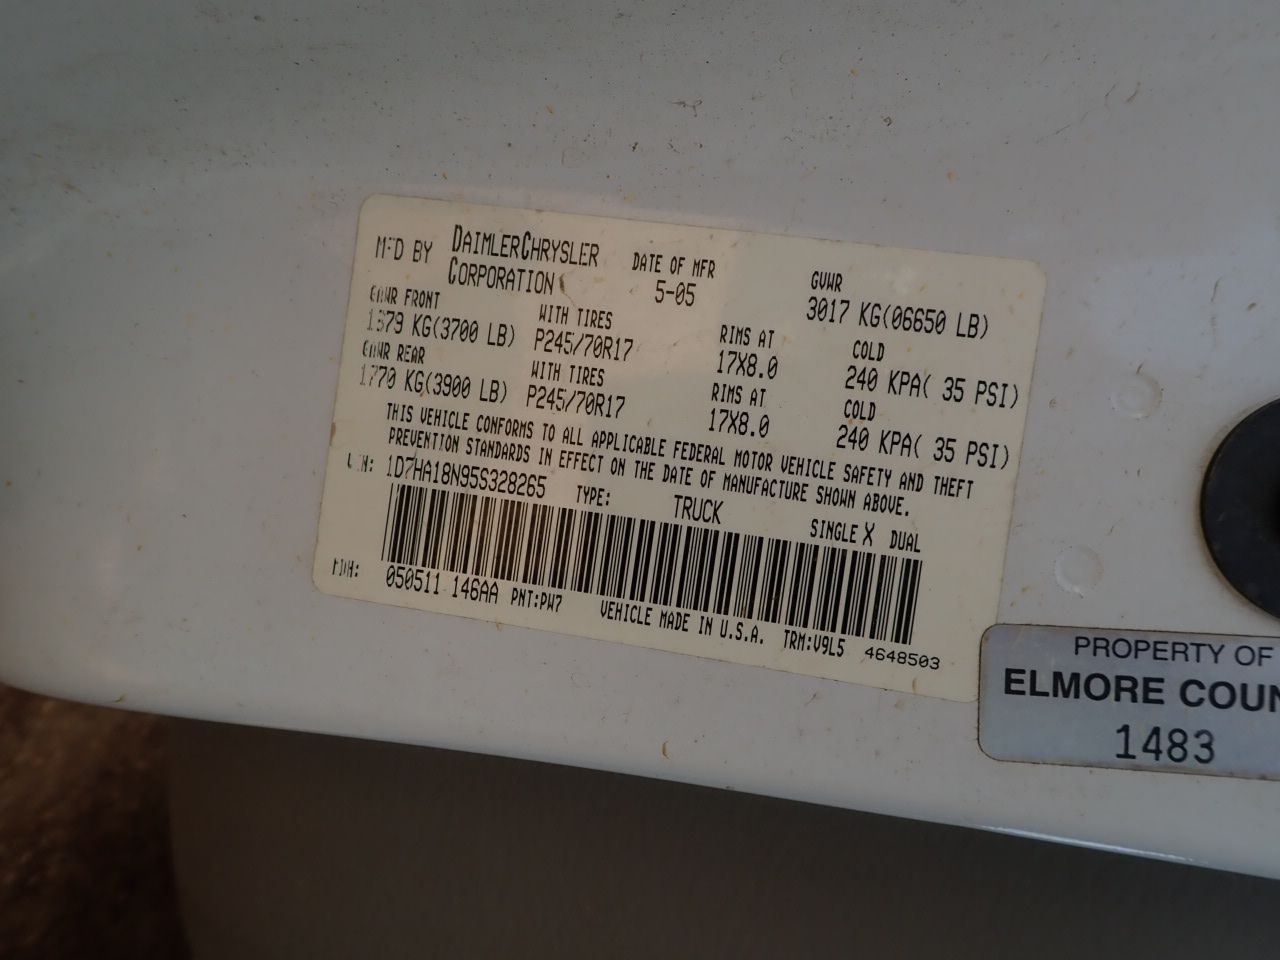 MFD BY DAIMLERCHRYSLER CORPORATION
DATE OF MFR 5-05
GVWR 3017 KG(06650 LB)
GAWR FRONT WITH TIRES RIMS AT COLD
1679 KG(3700 LB) P245/70R17 17X8.0 240 KPA( 35 PSI)
GAWR REAR WITH TIRES RIMS AT COLD
1770 KG(3900 LB) P245/70R17 17X8.0 240 KPA( 35 PSI)
THIS VEHICLE CONFORMS TO ALL APPLICABLE FEDERAL MOTOR VEHICLE SAFETY AND THEFT
PREVENTION STANDARDS IN EFFECT ON THE DATE OF MANUFACTURE SHOWN ABOVE.
VIN: 1D7HA18N95S328265 TYPE: TRUCK SINGLE X DUAL
MDH: 050511 146AA PNT:PW7 VEHICLE MADE IN U.S.A. TRM:V9L5 4648503
PROPERTY OF
ELMORE COUN
1483